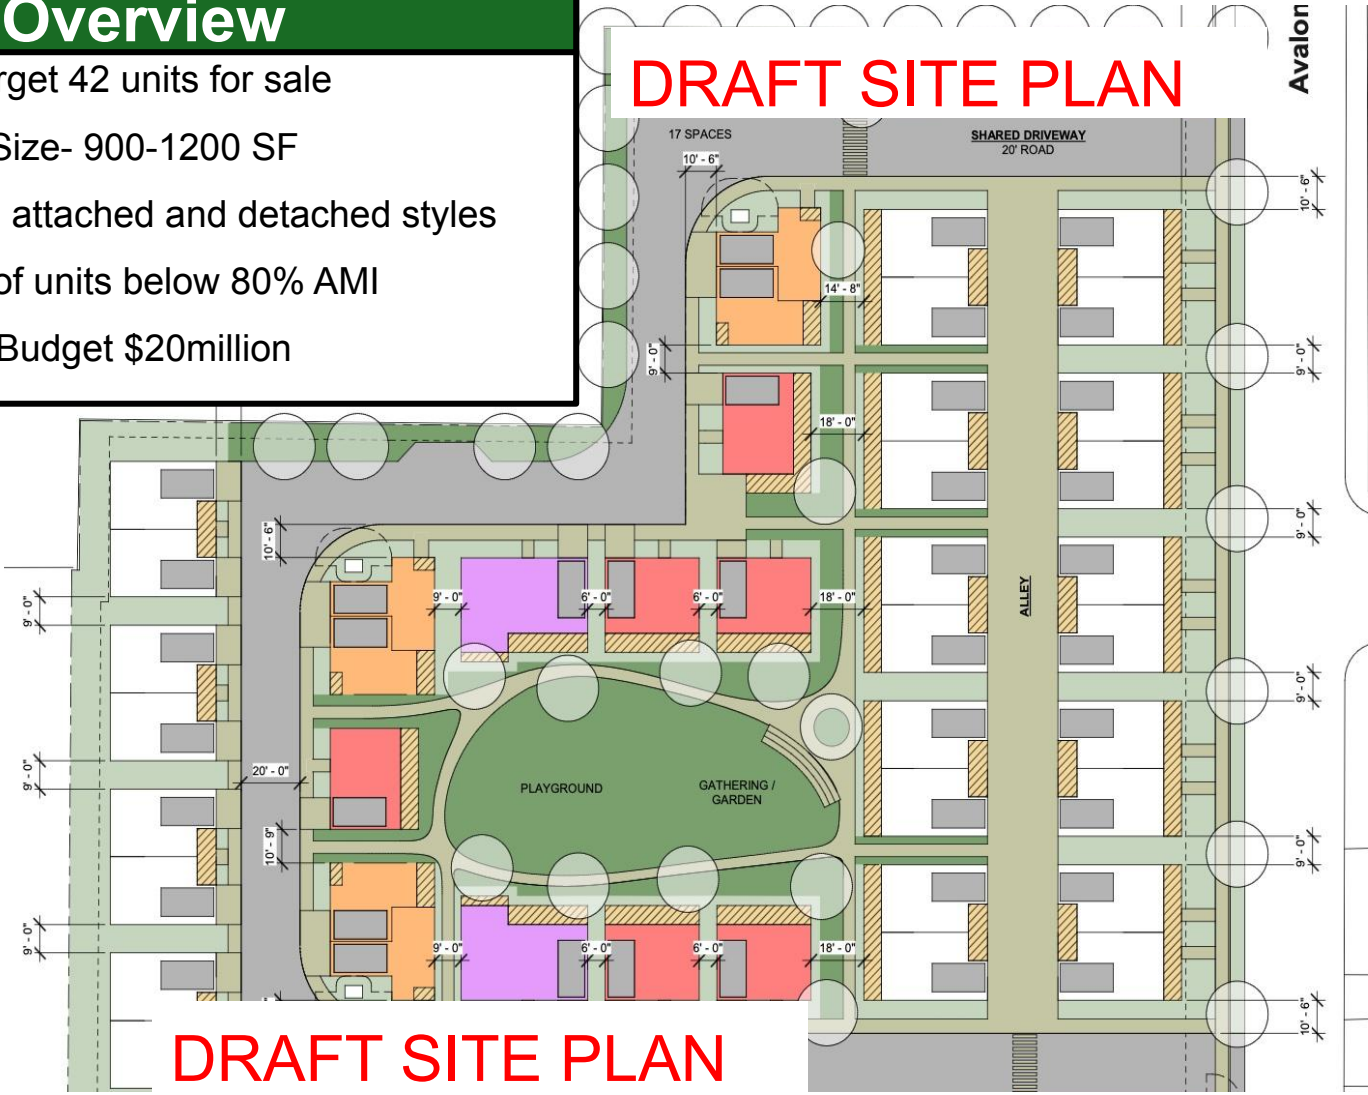 Overview
rget 42 units for sale
Size- 900-1200 SF
attached and detached styles
of units below 80% AMI
Budget $20million
DRAFT SITE PLAN
Avalon
17 SPACES
SHARED DRIVEWAY
20' ROAD
10' - 6"
10' - 6"
14' - 8"
9' - 0"
9' - 0"
18' - 0"
10' - 6"
9' - 0"
9' - 0"
9' - 0"
6' - 0"
6' - 0"
18' - 0"
ALLEY
9' - 0"
20' - 0"
9' - 0"
PLAYGROUND
GATHERING /
GARDEN
10' - 9"
9' - 0"
9' - 0"
9' - 0"
6' - 0"
6' - 0"
18' - 0"
10' - 6"
DRAFT SITE PLAN